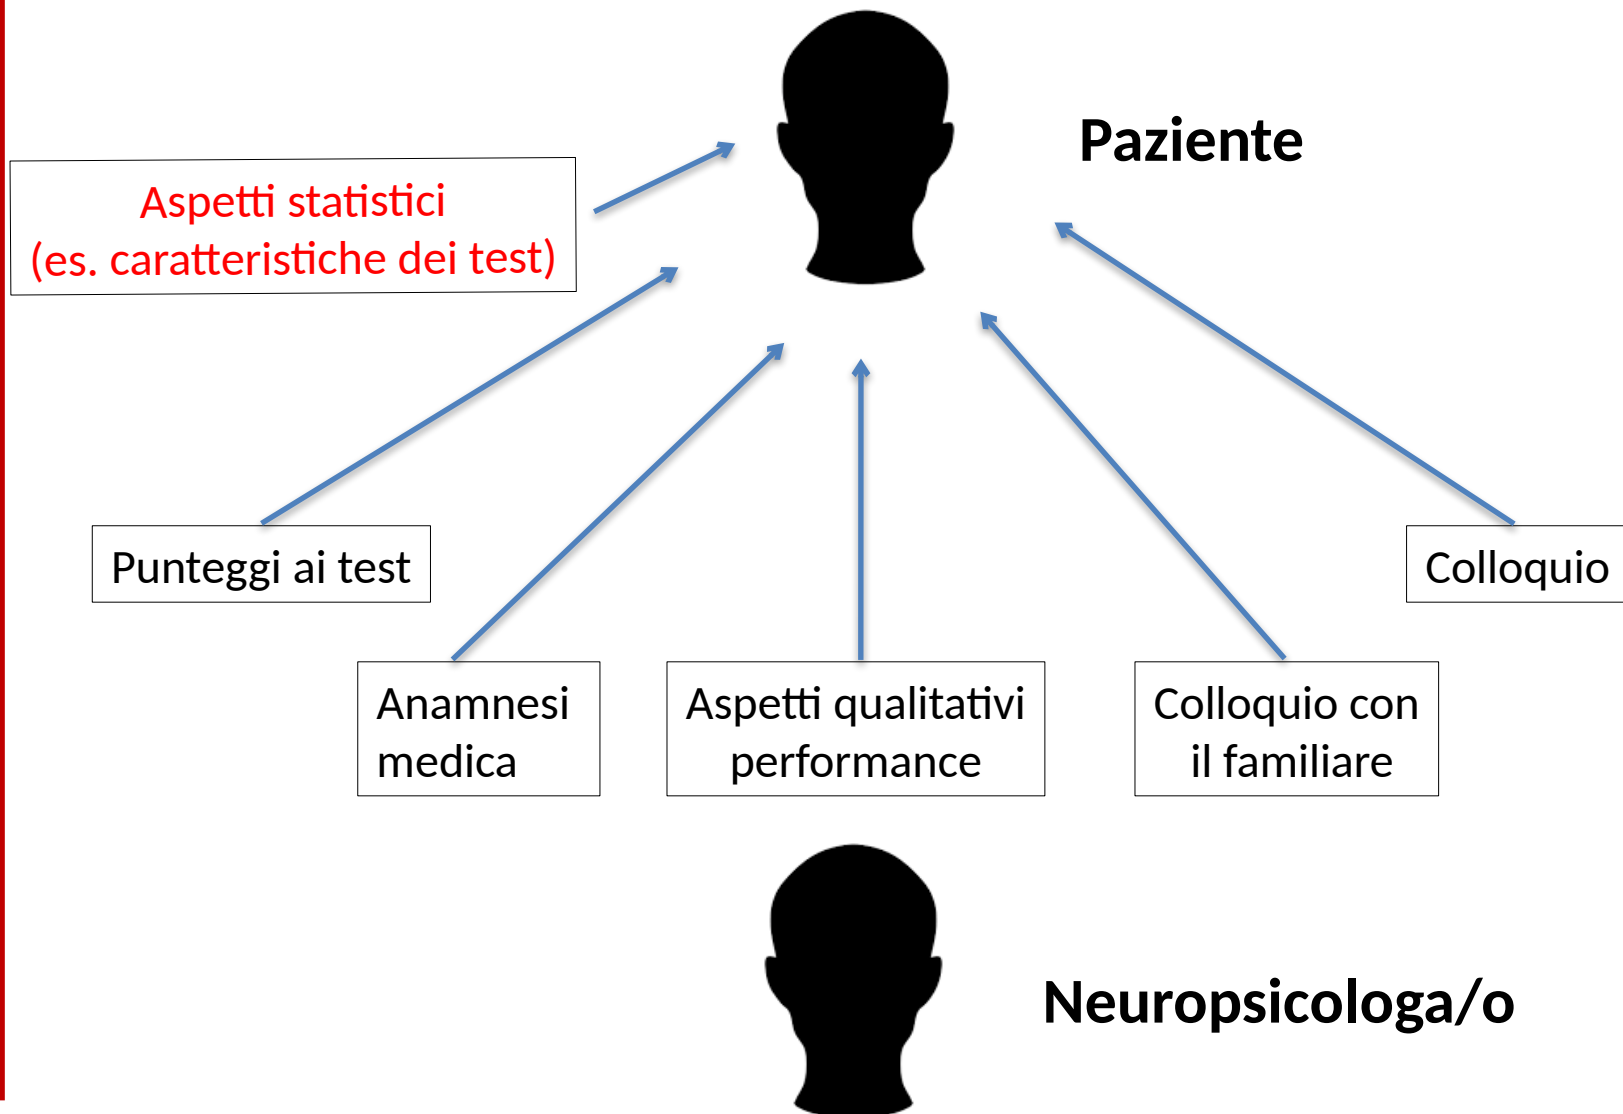 Paziente
Aspetti statistici
(es. caratteristiche dei test)
Punteggi ai test
Colloquio
Anamnesi
medica
Aspetti qualitativi
performance
Colloquio con
il familiare
Neuropsicologa/o